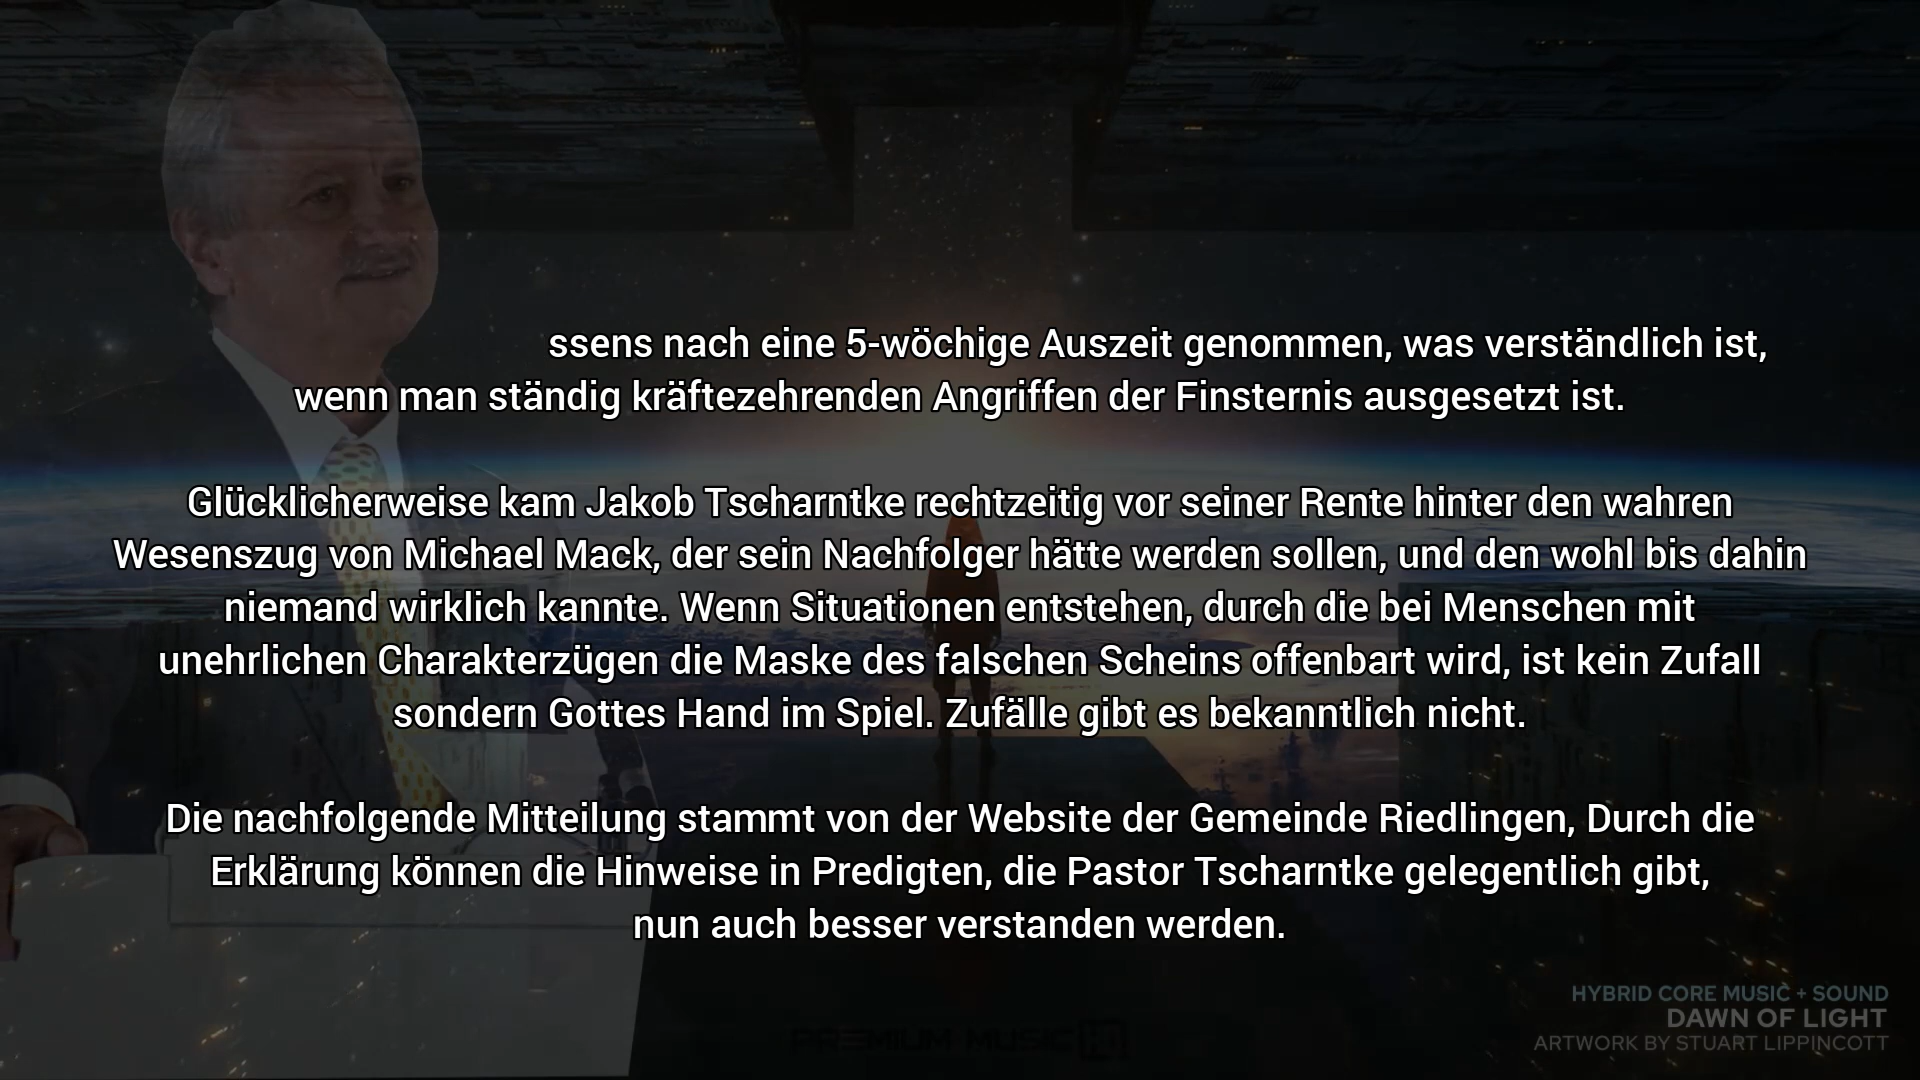 ssens nach eine 5-wöchige Auszeit genommen, was verständlich ist,
wenn man ständig kräftezehrenden Angriffen der Finsternis ausgesetzt ist.
Glücklicherweise kam Jakob Tscharntke rechtzeitig vor seiner Rente hinter den wahren
Wesenszug von Michael Mack, der sein Nachfolger hätte werden sollen, und den wohl bis dahin
niemand wirklich kannte. Wenn Situationen entstehen, durch die bei Menschen mit
unehrlichen Charakterzügen die Maske des falschen Scheins offenbart wird, ist kein Zufall
sondern Gottes Hand im Spiel. Zufälle gibt es bekanntlich nicht.
Die nachfolgende Mitteilung stammt von der Website der Gemeinde Riedlingen, Durch die
Erklärung können die Hinweise in Predigten, die Pastor Tscharntke gelegentlich gibt,
nun auch besser verstanden werden.
HYBRID CORE MUSIC + SOUND
DAWN OF LIGHT
ARTWORK BY STUART LIPPINCOTT
PREMIUM MUSIC HD